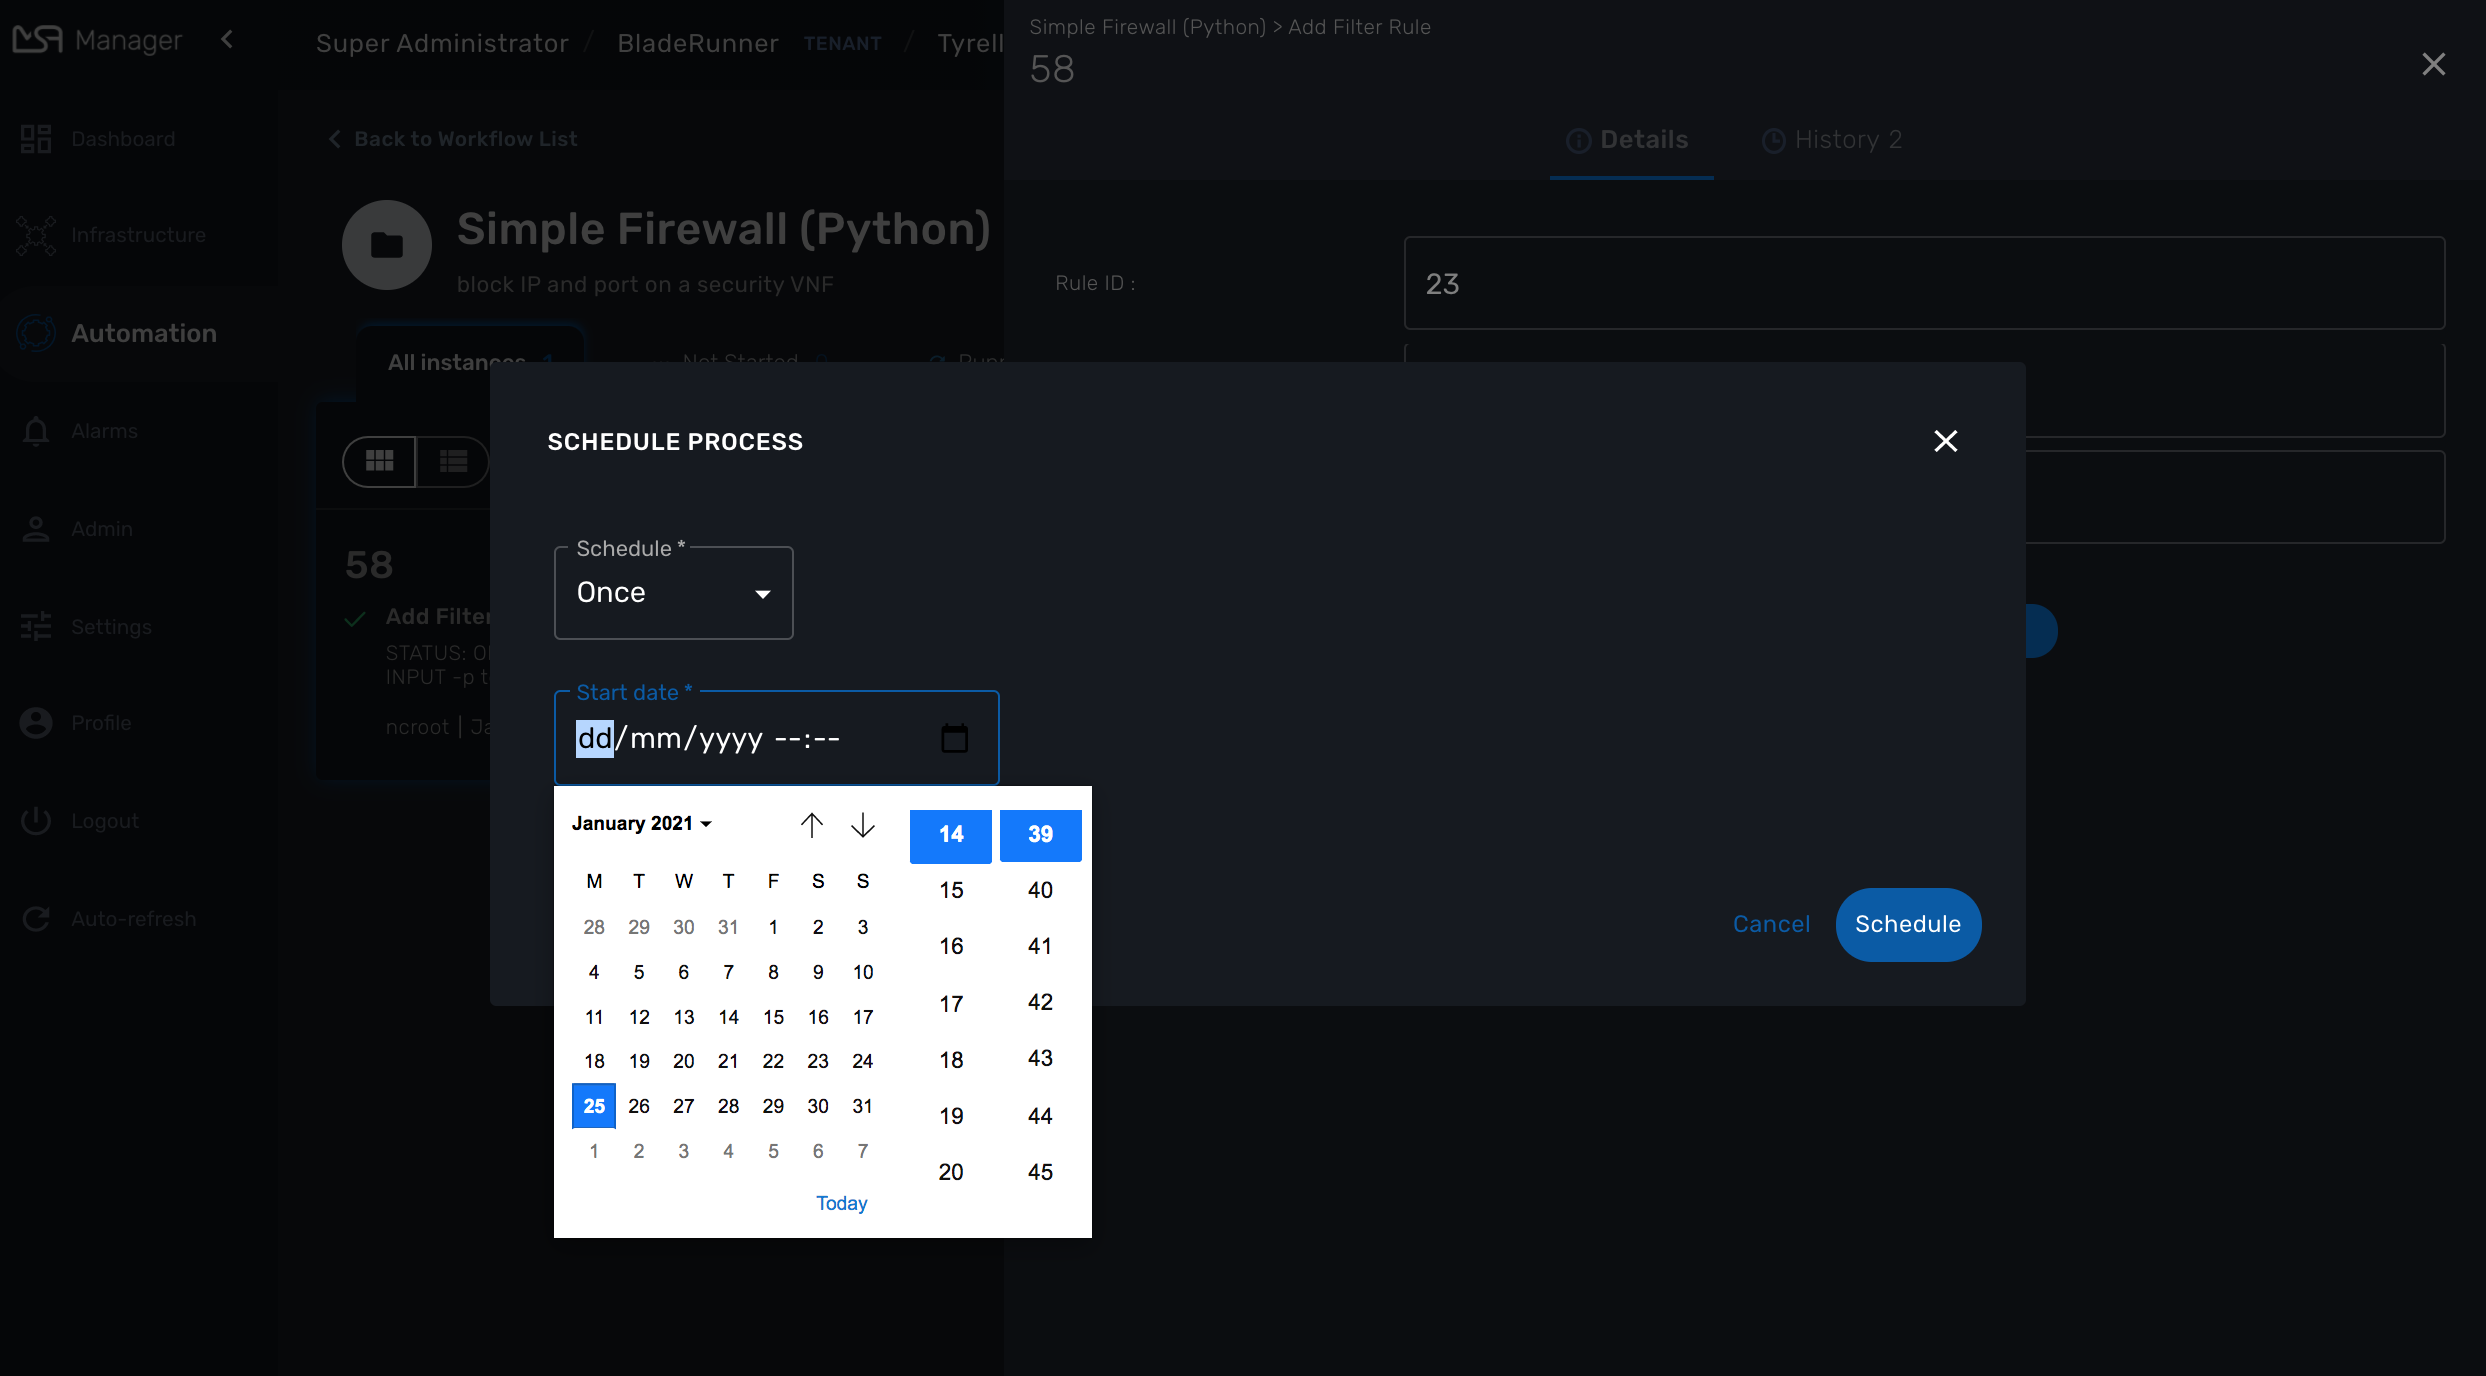 MSA Manager
Dashboard
Infrastructure
Automation
Alarms
Admin
Settings
Profile
Logout
Auto-refresh
Super Administrator / BladeRunner TENANT / Tyrell
Back to Workflow List
Simple Firewall (Python)
block IP and port on a security VNF
All instances 1
Not Started
58
Add Filter
STATUS:
INPUT -p
ncroot |
Simple Firewall (Python) > Add Filter Rule
58
Details
History 2
Rule ID :
23
SCHEDULE PROCESS
Schedule *
Once
Start date *
dd/mm/yyyy --:--
January 2021
M T W T F S S
28 29 30 31 1 2 3
4 5 6 7 8 9 10
11 12 13 14 15 16 17
18 19 20 21 22 23 24
25 26 27 28 29 30 31
1 2 3 4 5 6 7
Today
14 39
15 40
16 41
17 42
18 43
19 44
20 45
Cancel
Schedule